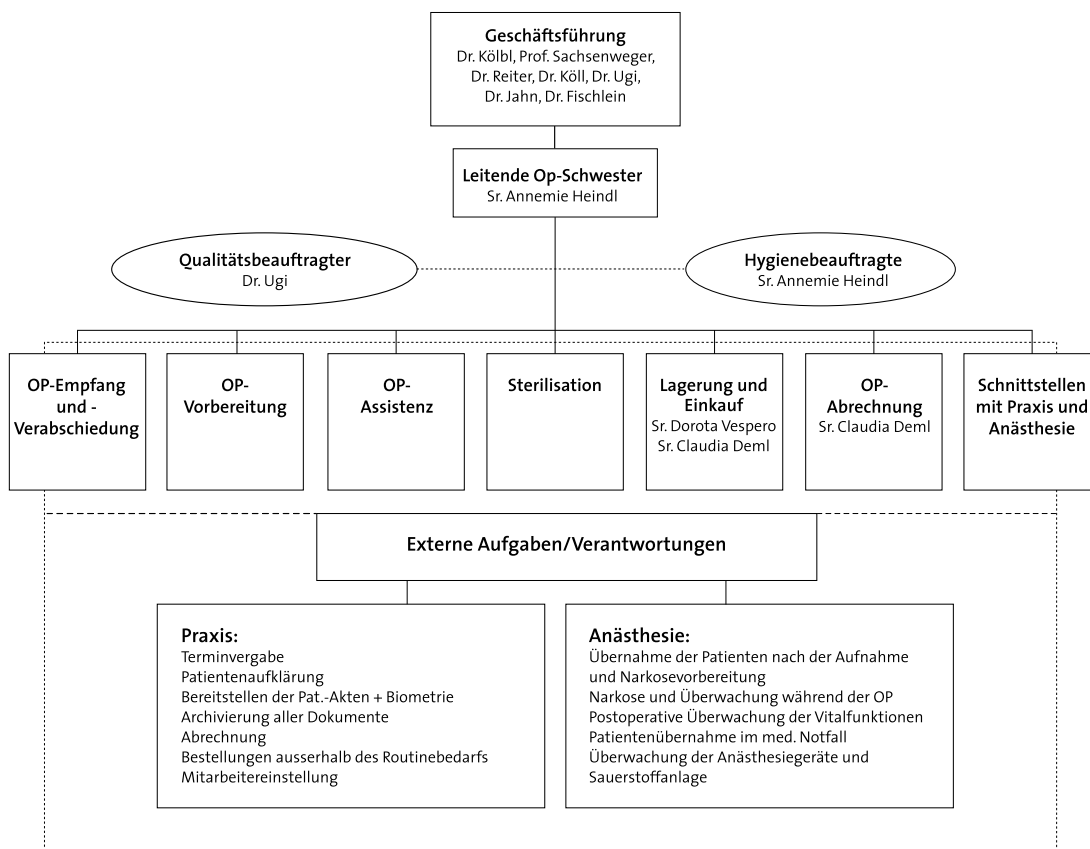 Geschäftsführung
Dr. Kölbl, Prof. Sachsenweger,
Dr. Reiter, Dr. Köll, Dr. Ugi,
Dr. Jahn, Dr. Fischlein
Leitende Op-Schwester
Sr. Annemie Heindl
Qualitätsbeauftragter
Dr. Ugi
Hygienebeauftragte
Sr. Annemie Heindl
OP-Empfang
und -
Verabschiedung
OP-
Vorbereitung
OP-
Assistenz
Sterilisation
Lagerung und
Einkauf
Sr. Dorota Vespero
Sr. Claudia Deml
OP-
Abrechnung
Sr. Claudia Deml
Schnittstellen
mit Praxis und
Anästhesie
Externe Aufgaben/Verantwortungen
Praxis:
Terminvergabe
Patientenaufklärung
Bereitstellen der Pat.-Akten + Biometrie
Archivierung aller Dokumente
Abrechnung
Bestellungen ausserhalb des Routinebedarfs
Mitarbeitereinstellung
Anästhesie:
Übernahme der Patienten nach der Aufnahme
und Narkosevorbereitung
Narkose und Überwachung während der OP
Postoperative Überwachung der Vitalfunktionen
Patientenübernahme im med. Notfall
Überwachung der Anästhesiegeräte und
Sauerstoffanlage